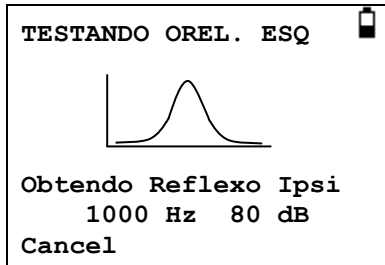 TESTANDO OREL. ESQ
Obtendo Reflexo Ipsi
1000 Hz 80 dB
Cancel